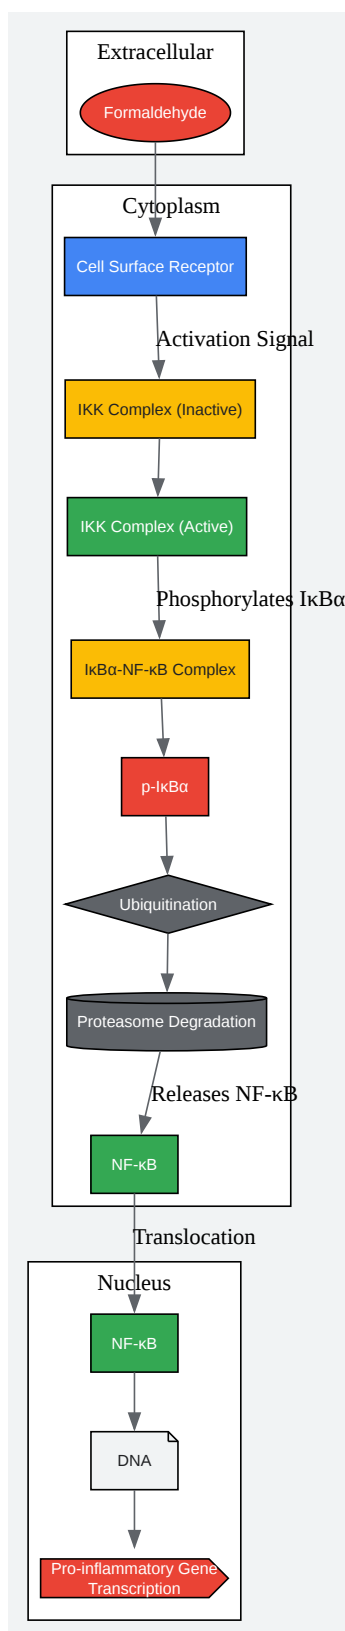 Extracellular
Formaldehyde
Cytoplasm
Cell Surface Receptor
Activation Signal
IKK Complex (Inactive)
IKK Complex (Active)
Phosphorylates IκBα
IκBα-NF-κB Complex
p-IκBα
Ubiquitination
Proteasome Degradation
Releases NF-κB
NF-κB
Translocation
Nucleus
NF-κB
DNA
Pro-inflammatory Gene
Transcription